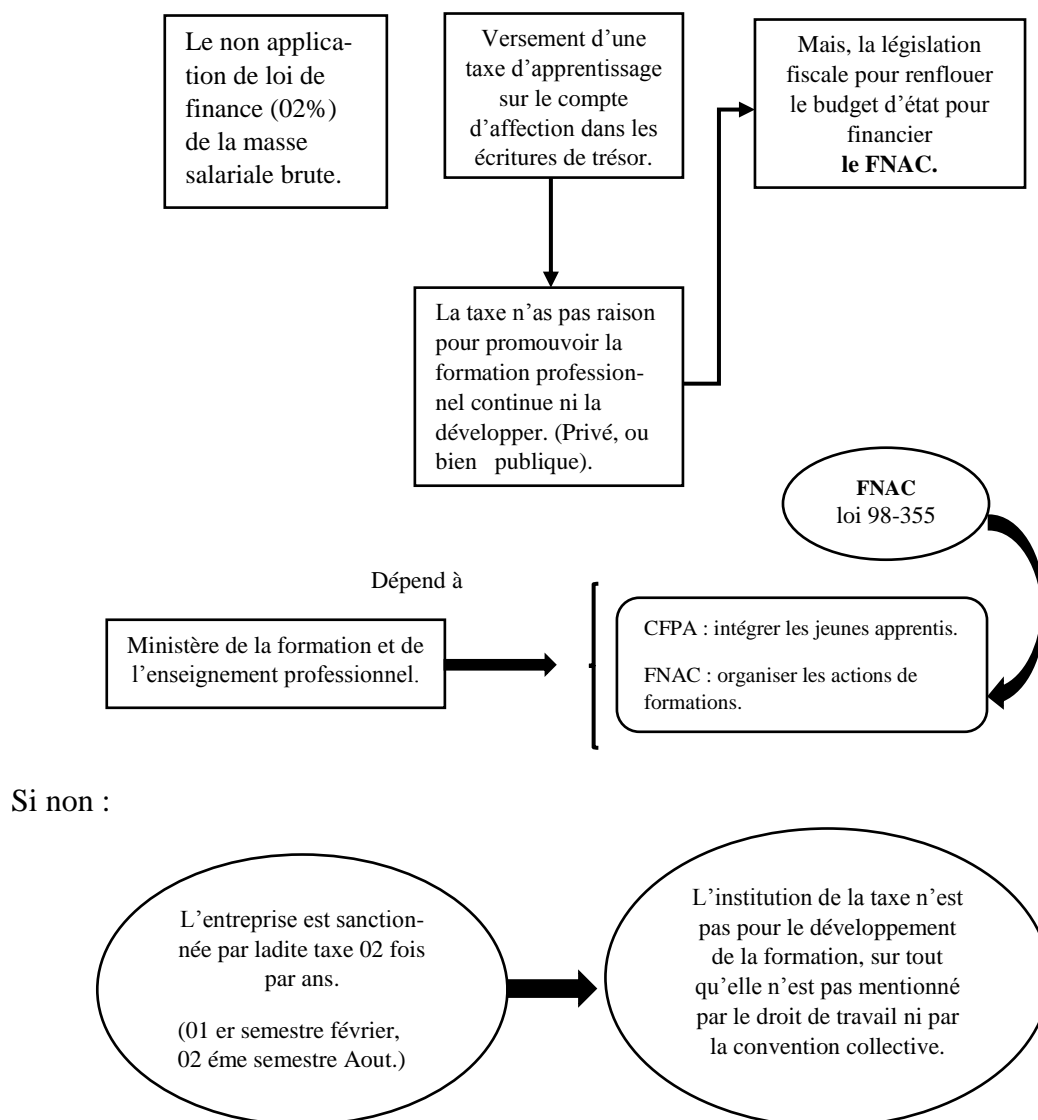 Le non applica-
tion de loi de
finance (02%)
de la masse
salariale brute.
Versement d’une
taxe d’apprentissage
sur le compte
d’affection dans les
écritures de trésor.
Mais, la législation
fiscale pour renflouer
le budget d’état pour
financier
le FNAC.
La taxe n’as pas raison
pour promouvoir la
formation profession-
nel continue ni la
développer. (Privé, ou
bien publique).
FNAC
loi 98-355
Dépend à
Ministère de la formation et de
l’enseignement professionnel.
CFPA : intégrer les jeunes apprentis.
FNAC : organiser les actions de
formations.
Si non :
L’entreprise est sanction-
née par ladite taxe 02 fois
par ans.
(01 er semestre février,
02 éme semestre Aout.)
L’institution de la taxe n’est
pas pour le développement
de la formation, sur tout
qu’elle n’est pas mentionné
par le droit de travail ni par
la convention collective.